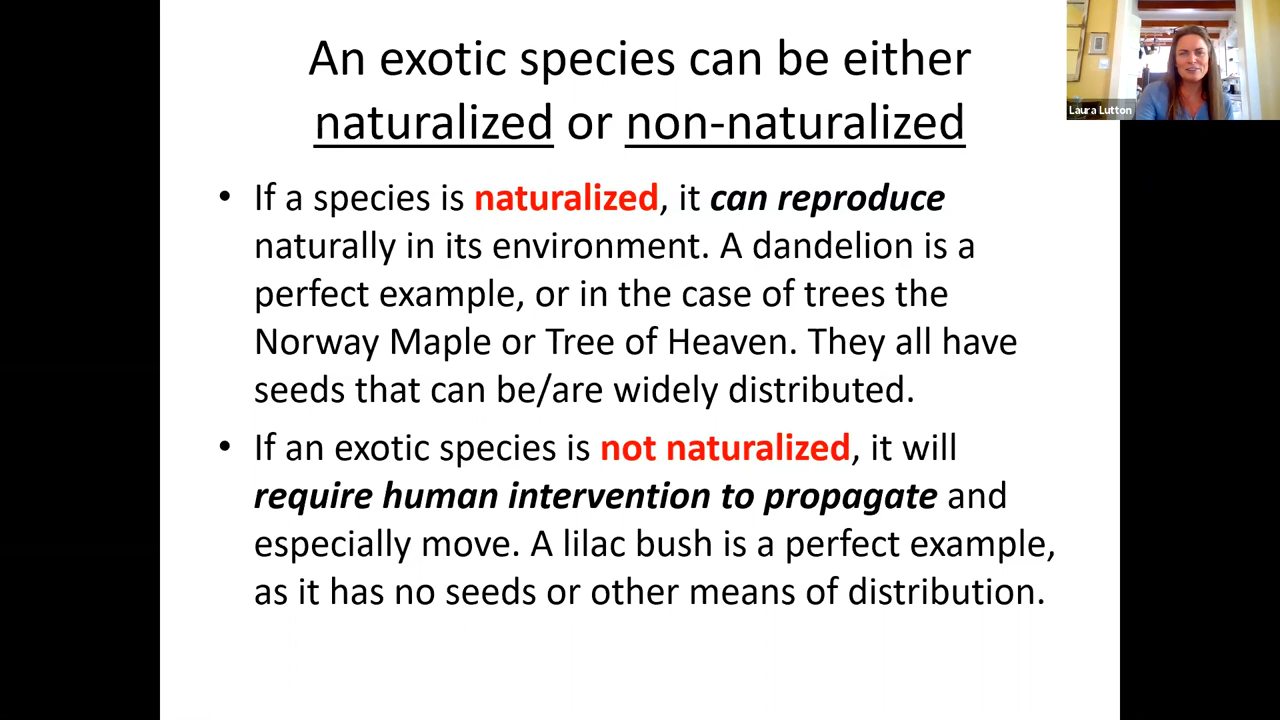 An exotic species can be either
naturalized or non-naturalized
Laura Lutton
• If a species is naturalized, it can reproduce
naturally in its environment. A dandelion is a
perfect example, or in the case of trees the
Norway Maple or Tree of Heaven. They all have
seeds that can be/are widely distributed.
• If an exotic species is not naturalized, it will
require human intervention to propagate and
especially move. A lilac bush is a perfect example,
as it has no seeds or other means of distribution.